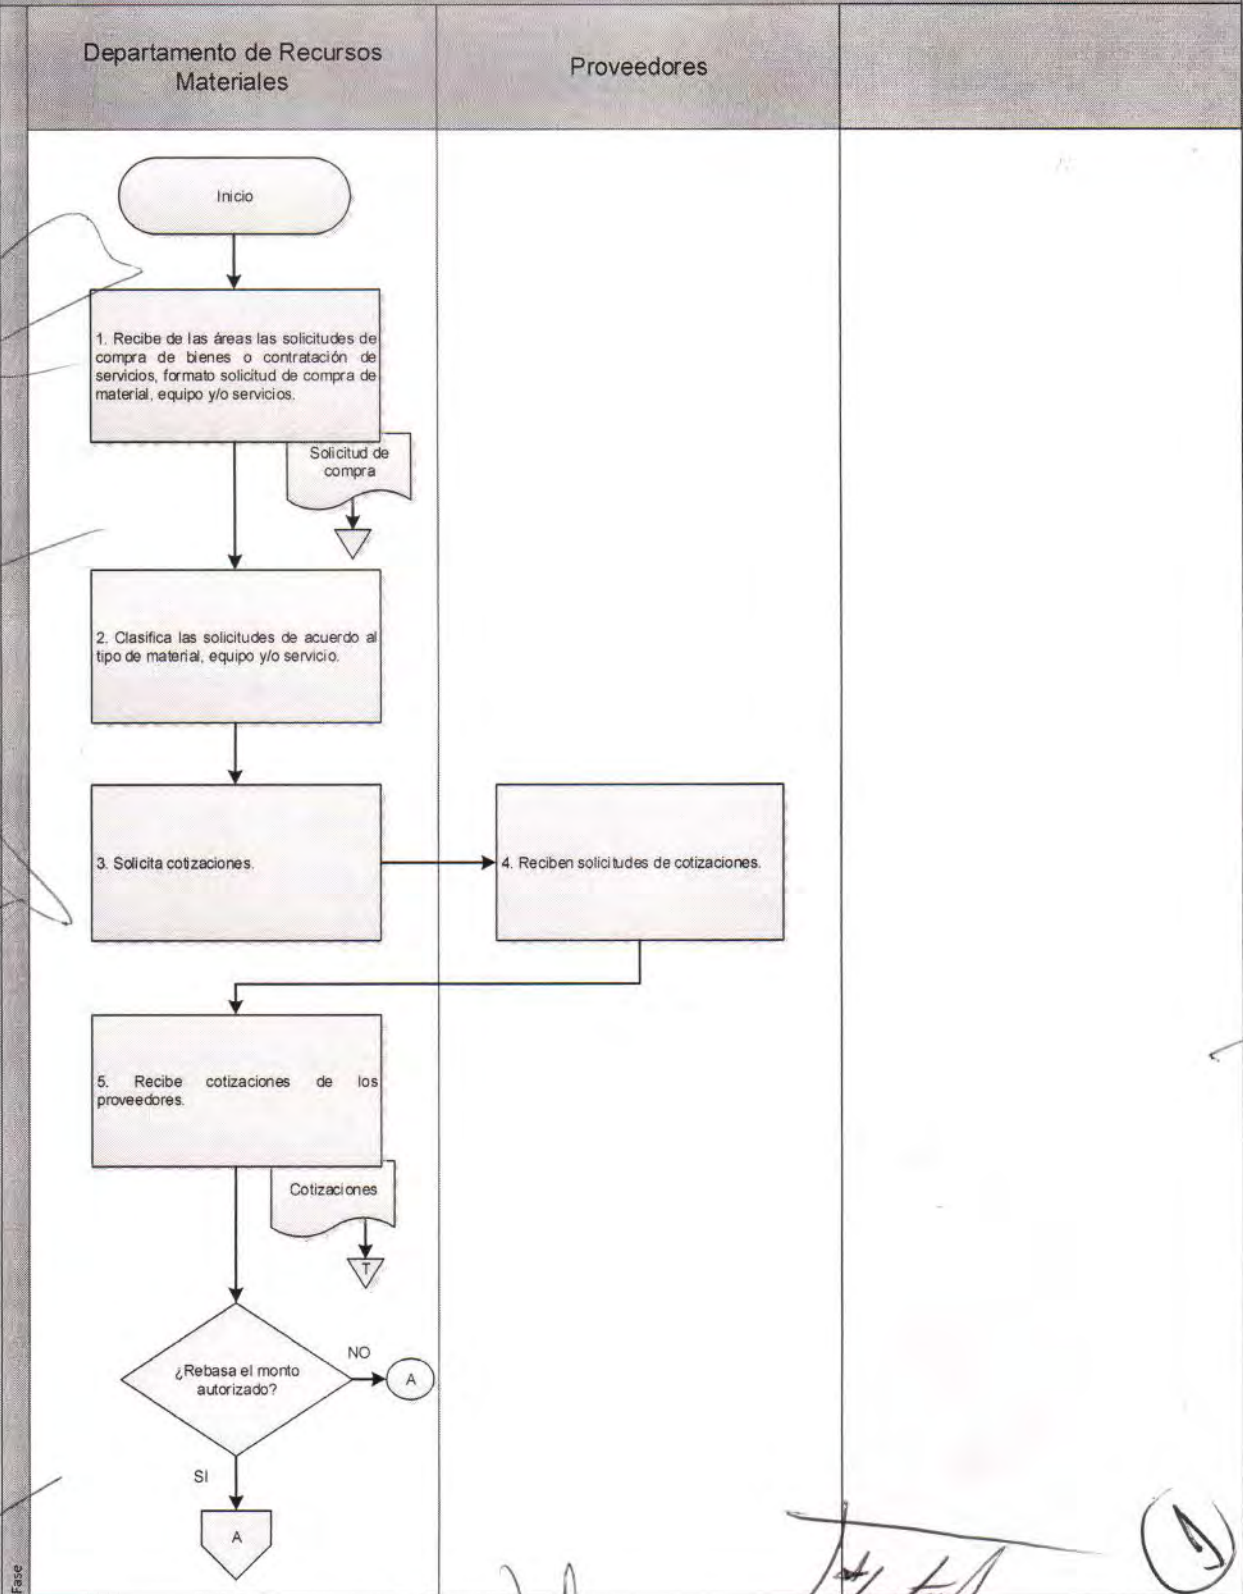 Departamento de Recursos
Materiales
Proveedores
Inicio
1. Recibe de las áreas las solicitudes de
compra de bienes o contratación de
servicios, formato solicitud de compra de
material, equipo y/o servicios.
Solicitud de
compra
2. Clasifica las solicitudes de acuerdo al
tipo de material, equipo y/o servicio.
3. Solicita cotizaciones.
4. Reciben solicitudes de cotizaciones.
5. Recibe cotizaciones de los
proveedores.
Cotizaciones
T
¿Rebasa el monto
autorizado?
NO
A
SI
A
Fase